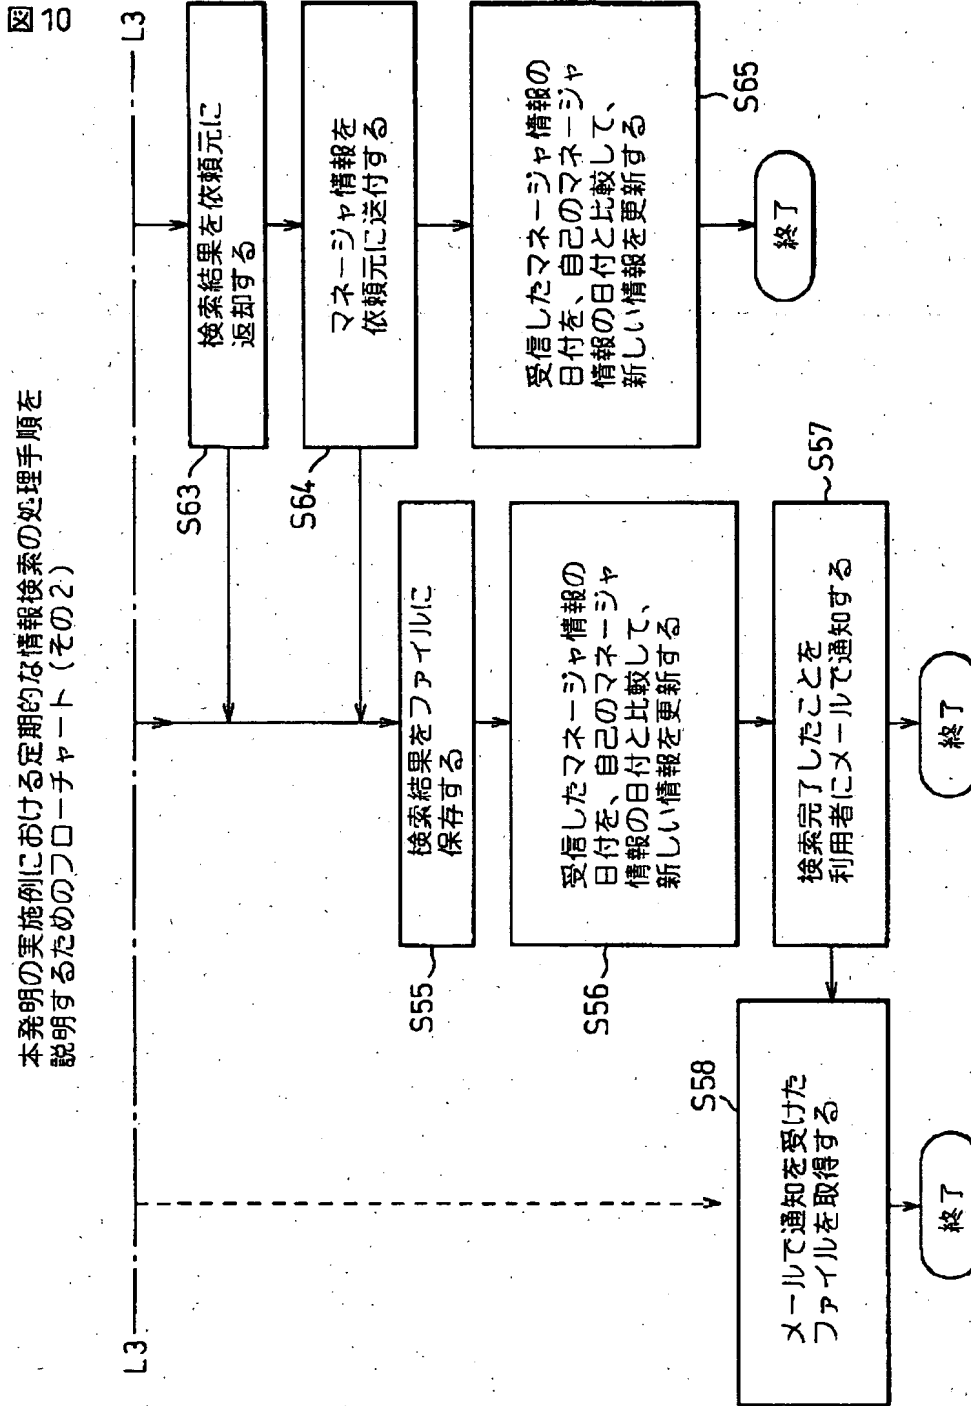 図10
本発明の実施例における定期的な情報検索の処理手順を
説明するためのフローチャート(その2)
L3
L3
S63
検索結果を依頼元に
返却する
S64
マネージャ情報を
依頼元に送付する
S65
受信したマネージャ情報の
日付を、自己のマネージャ
情報の日付と比較して、
新しい情報を更新する
終了
S55
検索結果をファイルに
保存する
S56
受信したマネージャ情報の
日付を、自己のマネージャ
情報の日付と比較して、
新しい情報を更新する
S57
検索完了したことを
利用者にメールで通知する
終了
S58
メールで通知を受けた
ファイルを取得する
終了